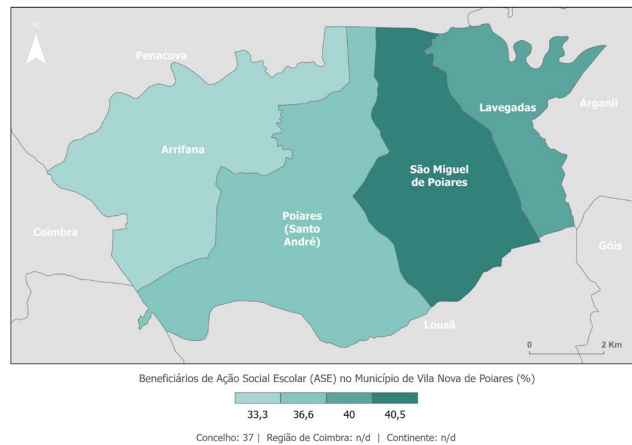 N
Penacova
Arganil
Lavegadas
Arrifana
São Miguel
de Poiares
Poiares
(Santo
André)
Coimbra
Góis
Lousã
0 2 Km
Beneficiários de Ação Social Escolar (ASE) no Município de Vila Nova de Poiares (%)
33,3 36,6 40 40,5
Concelho: 37 | Região de Coimbra: n/d | Continente: n/d